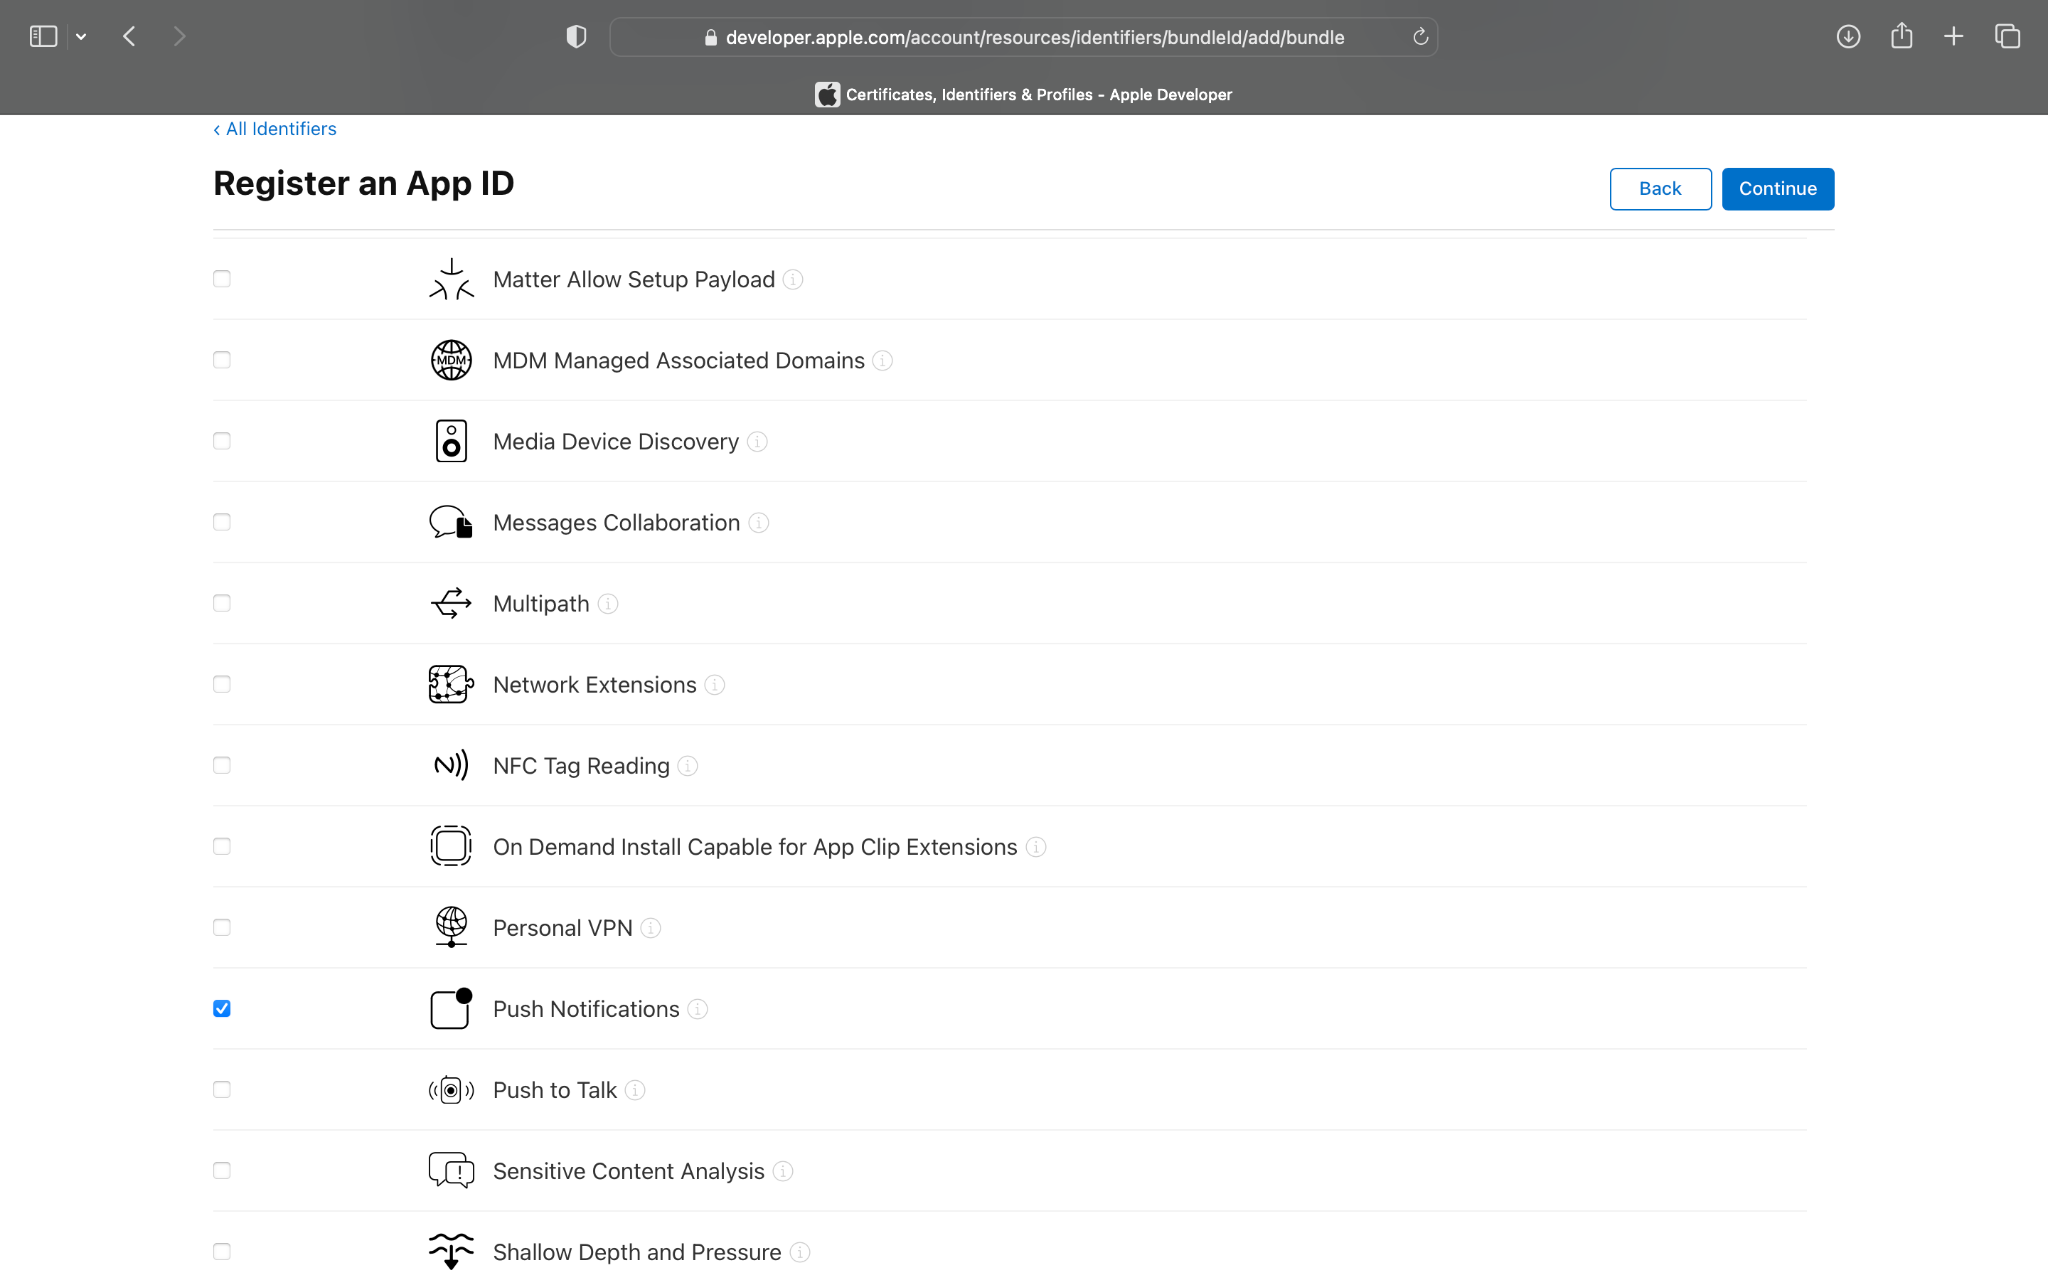 developer.apple.com/account/resources/identifiers/bundleId/add/bundle
Certificates, Identifiers & Profiles - Apple Developer
‹ All Identifiers
Register an App ID
Back
Continue
Matter Allow Setup Payload
MDM
MDM Managed Associated Domains
Media Device Discovery
Messages Collaboration
Multipath
Network Extensions
NFC Tag Reading
On Demand Install Capable for App Clip Extensions
Personal VPN
Push Notifications
Push to Talk
Sensitive Content Analysis
Shallow Depth and Pressure